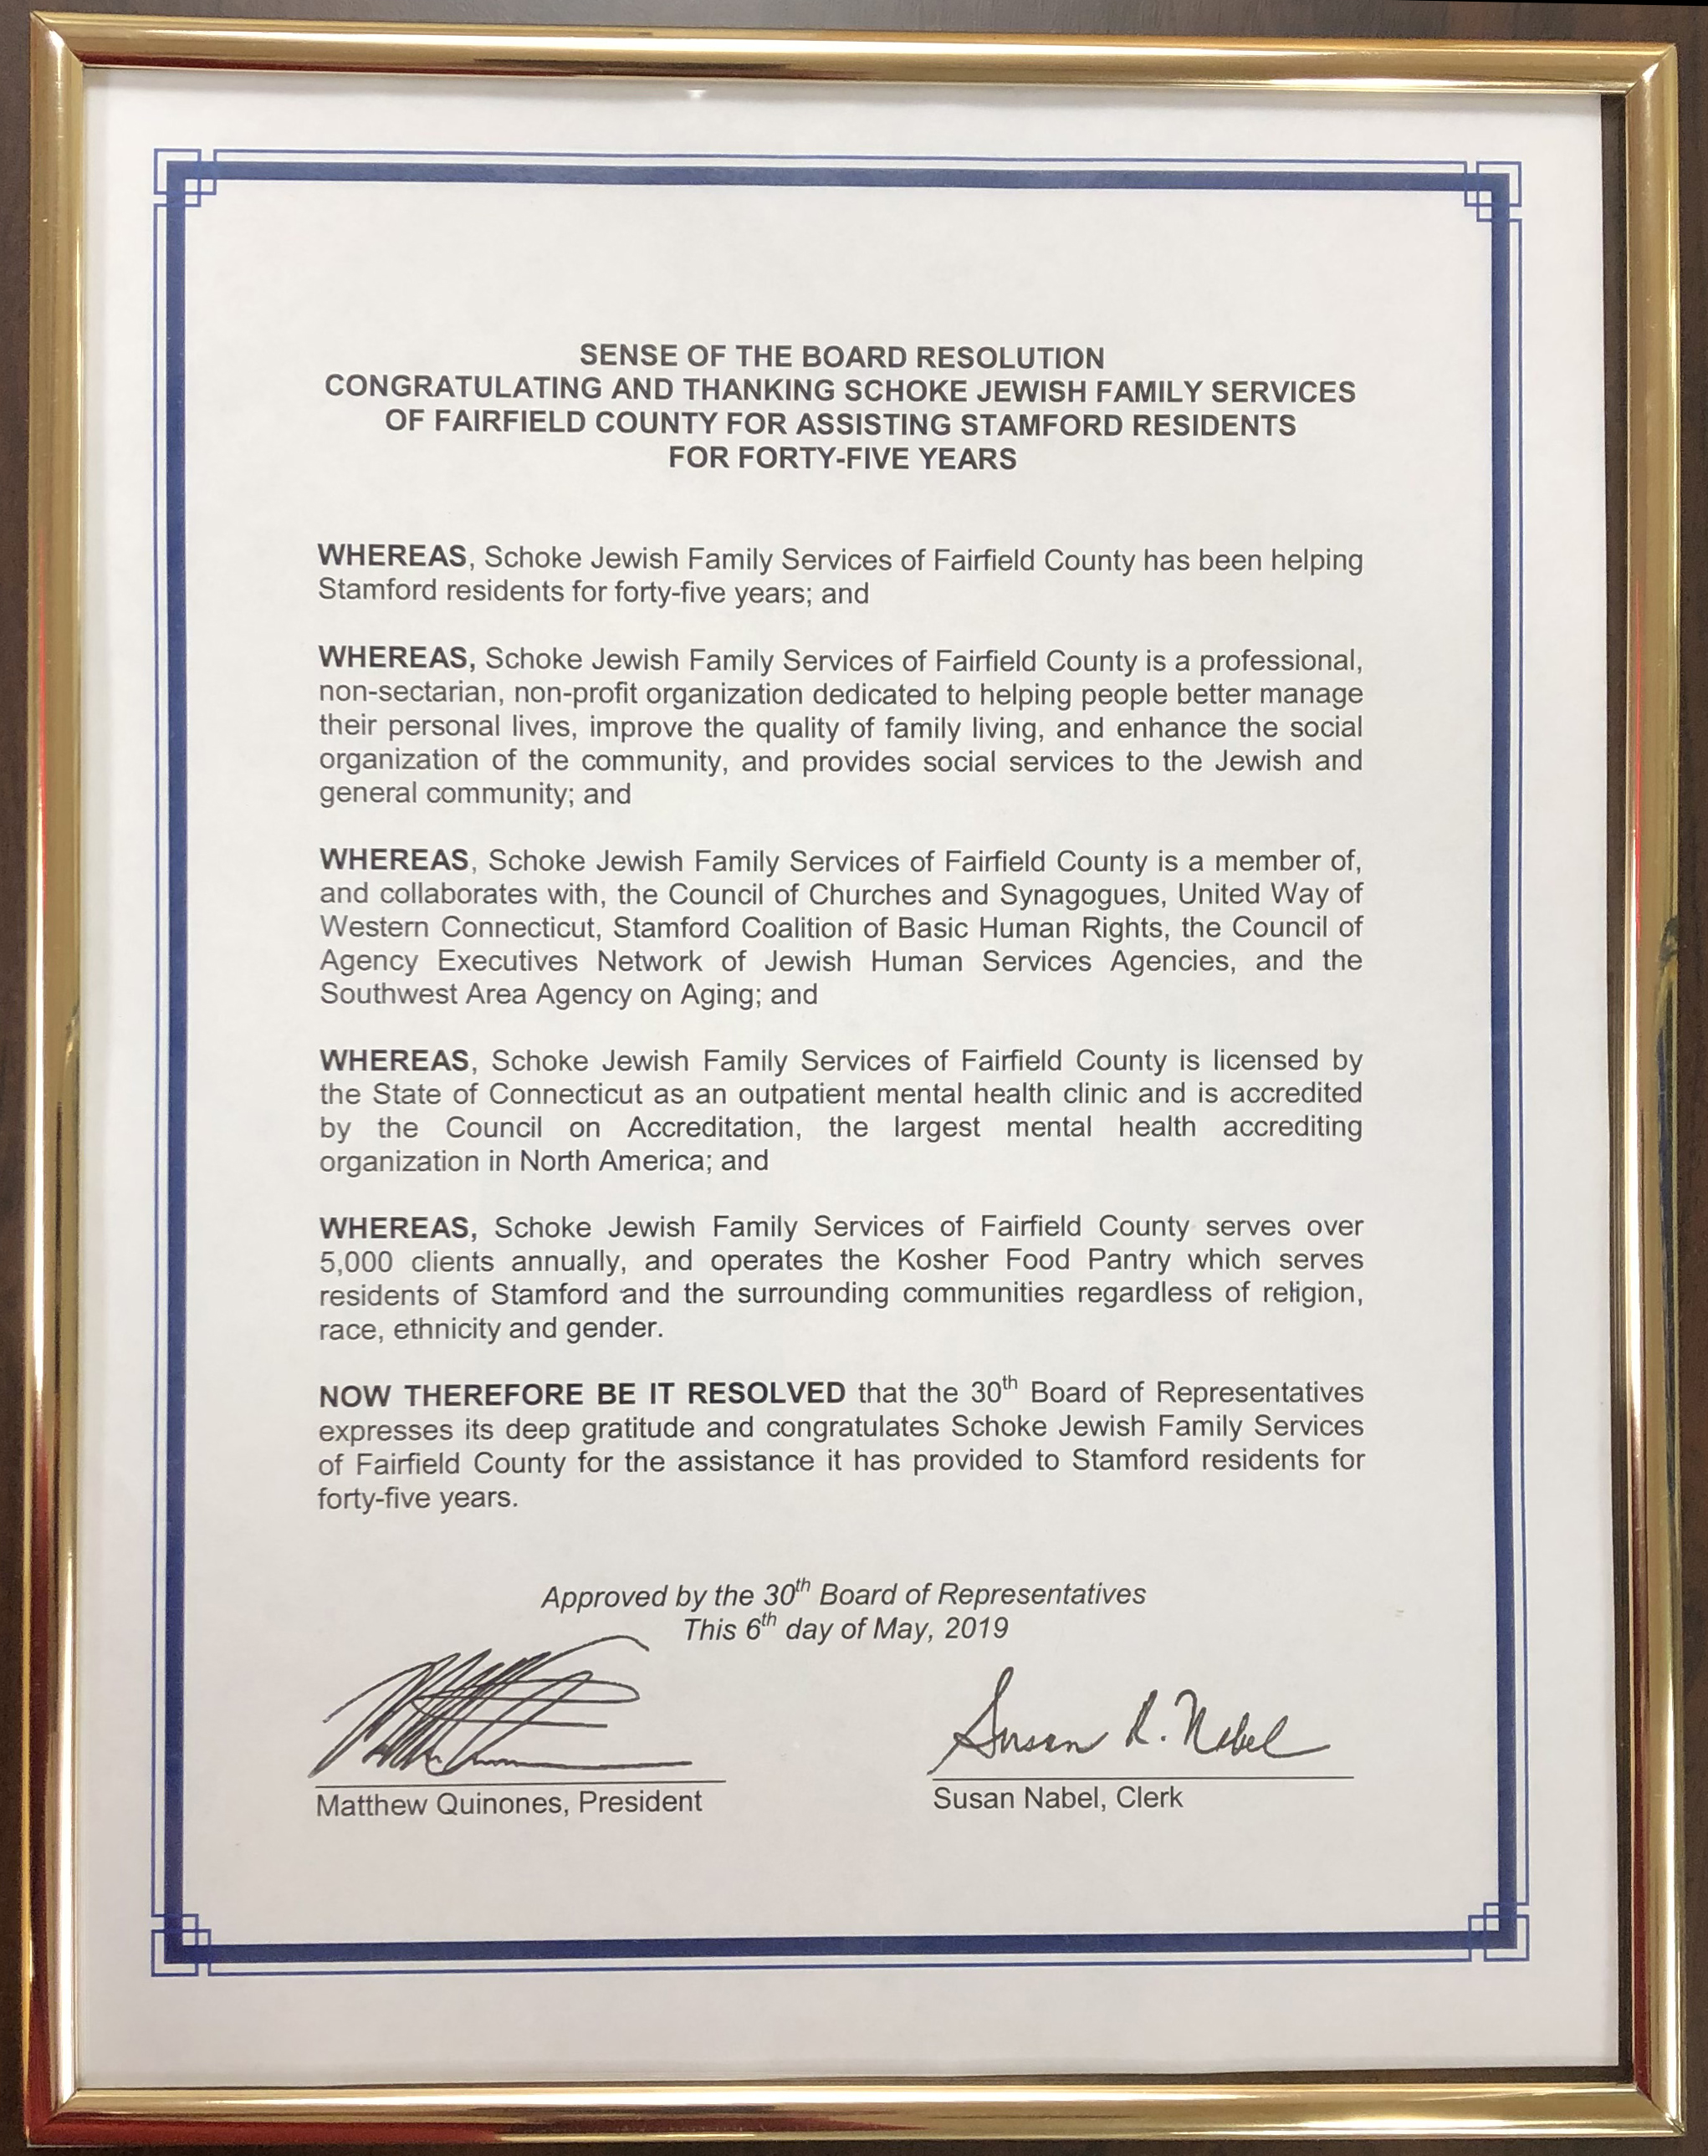 SENSE OF THE BOARD RESOLUTION
CONGRATULATING AND THANKING SCHOKE JEWISH FAMILY SERVICES
OF FAIRFIELD COUNTY FOR ASSISTING STAMFORD RESIDENTS
FOR FORTY-FIVE YEARS
WHEREAS, Schoke Jewish Family Services of Fairfield County has been helping
Stamford residents for forty-five years; and
WHEREAS, Schoke Jewish Family Services of Fairfield County is a professional,
non-sectarian, non-profit organization dedicated to helping people better manage
their personal lives, improve the quality of family living, and enhance the social
organization of the community, and provides social services to the Jewish and
general community; and
WHEREAS, Schoke Jewish Family Services of Fairfield County is a member of,
and collaborates with, the Council of Churches and Synagogues, United Way of
Western Connecticut, Stamford Coalition of Basic Human Rights, the Council of
Agency Executives Network of Jewish Human Services Agencies, and the
Southwest Area Agency on Aging; and
WHEREAS, Schoke Jewish Family Services of Fairfield County is licensed by
the State of Connecticut as an outpatient mental health clinic and is accredited
by the Council on Accreditation, the largest mental health accrediting
organization in North America; and
WHEREAS, Schoke Jewish Family Services of Fairfield County serves over
5,000 clients annually, and operates the Kosher Food Pantry which serves
residents of Stamford and the surrounding communities regardless of religion,
race, ethnicity and gender.
NOW THEREFORE BE IT RESOLVED that the 30th Board of Representatives
expresses its deep gratitude and congratulates Schoke Jewish Family Services
of Fairfield County for the assistance it has provided to Stamford residents for
forty-five years.
Approved by the 30th Board of Representatives
This 6th day of May, 2019
Susan R. Nabel
Matthew Quinones, President
Susan Nabel, Clerk